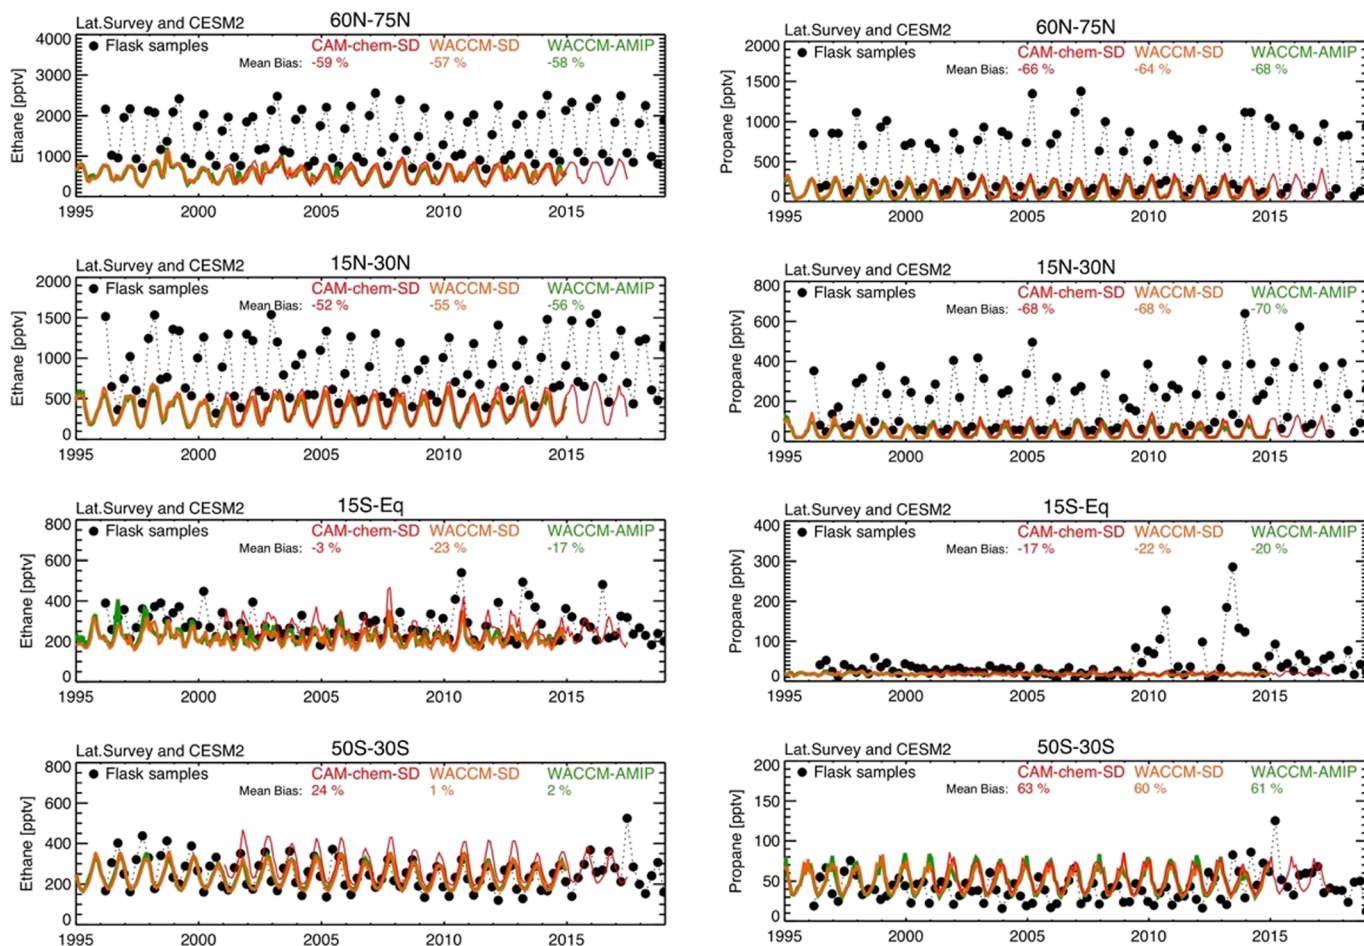 Lat.Survey and CESM2 60N-75N
Flask samples CAM-chem-SD WACCM-SD WACCM-AMIP
Mean Bias: -59 % -57 % -58 %
Ethane [pptv]
4000
3000
2000
1000
0
1995 2000 2005 2010 2015
Lat.Survey and CESM2 60N-75N
Flask samples CAM-chem-SD WACCM-SD WACCM-AMIP
Mean Bias: -66 % -64 % -68 %
Propane [pptv]
2000
1500
1000
500
0
1995 2000 2005 2010 2015
Lat.Survey and CESM2 15N-30N
Flask samples CAM-chem-SD WACCM-SD WACCM-AMIP
Mean Bias: -52 % -55 % -56 %
Ethane [pptv]
2000
1500
1000
500
0
1995 2000 2005 2010 2015
Lat.Survey and CESM2 15N-30N
Flask samples CAM-chem-SD WACCM-SD WACCM-AMIP
Mean Bias: -68 % -68 % -70 %
Propane [pptv]
800
600
400
200
0
1995 2000 2005 2010 2015
Lat.Survey and CESM2 15S-Eq
Flask samples CAM-chem-SD WACCM-SD WACCM-AMIP
Mean Bias: -3 % -23 % -17 %
Ethane [pptv]
800
600
400
200
0
1995 2000 2005 2010 2015
Lat.Survey and CESM2 15S-Eq
Flask samples CAM-chem-SD WACCM-SD WACCM-AMIP
Mean Bias: -17 % -22 % -20 %
Propane [pptv]
400
300
200
100
0
1995 2000 2005 2010 2015
Lat.Survey and CESM2 50S-30S
Flask samples CAM-chem-SD WACCM-SD WACCM-AMIP
Mean Bias: 24 % 1 % 2 %
Ethane [pptv]
800
600
400
200
0
1995 2000 2005 2010 2015
Lat.Survey and CESM2 50S-30S
Flask samples CAM-chem-SD WACCM-SD WACCM-AMIP
Mean Bias: 63 % 60 % 61 %
Propane [pptv]
200
150
100
50
0
1995 2000 2005 2010 2015